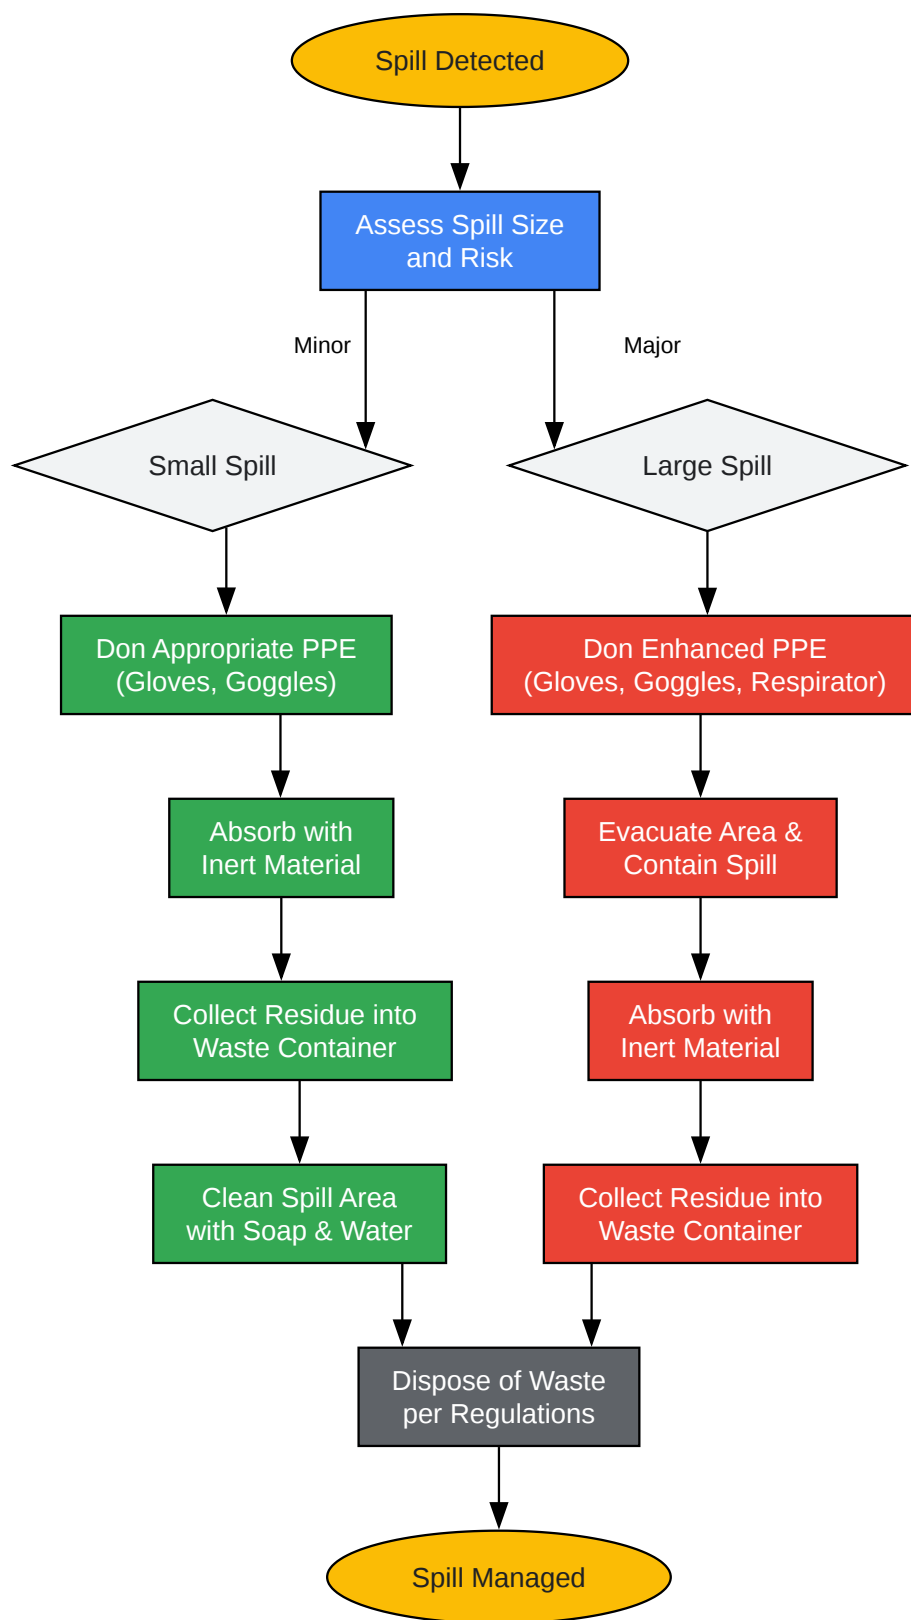 Spill Detected
Assess Spill Size
and Risk
Minor
Major
Small Spill
Large Spill
Don Appropriate PPE
(Gloves, Goggles)
Don Enhanced PPE
(Gloves, Goggles, Respirator)
Absorb with
Inert Material
Evacuate Area &
Contain Spill
Collect Residue into
Waste Container
Absorb with
Inert Material
Clean Spill Area
with Soap & Water
Collect Residue into
Waste Container
Dispose of Waste
per Regulations
Spill Managed